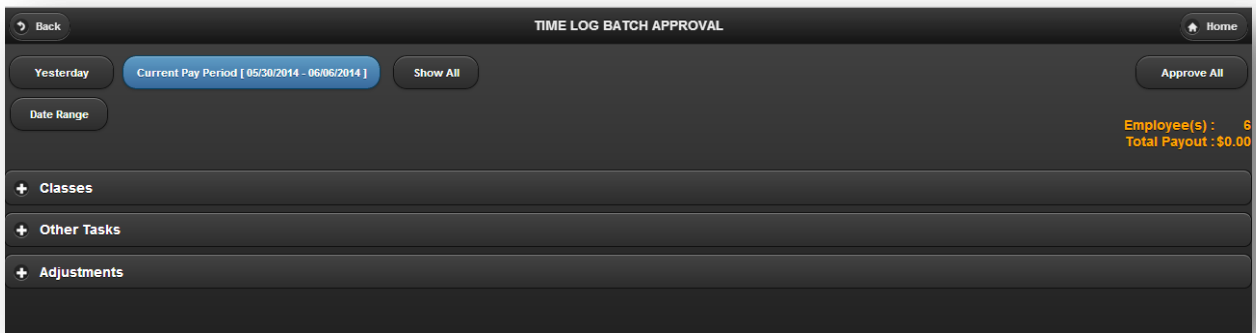 Back TIME LOG BATCH APPROVAL Home
Yesterday Current Pay Period [ 05/30/2014 - 06/06/2014 ] Show All Approve All
Date Range
Employee(s) : 6
Total Payout : $0.00
Classes
Other Tasks
Adjustments